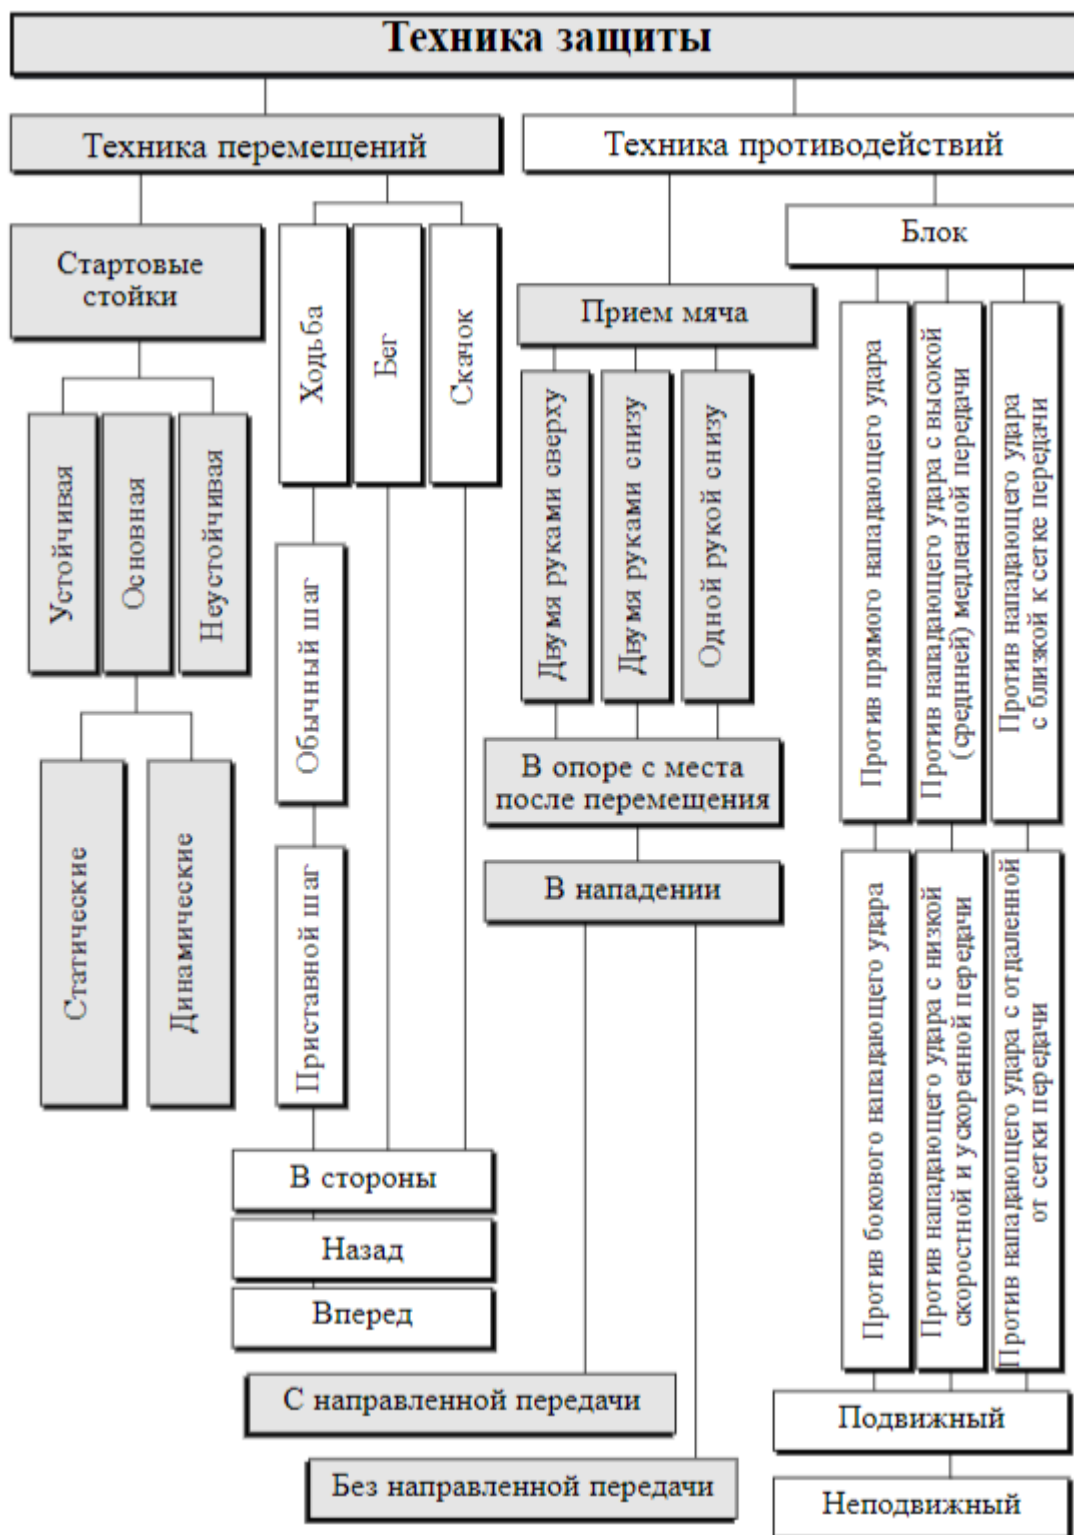 Техника защиты
Техника перемещений
Техника противодействий
Стартовые
стойки
Ходьба
Бег
Скачок
Прием мяча
Блок
Устойчивая
Основная
Неустойчивая
Обычный шаг
Двумя руками сверху
Двумя руками снизу
Одной рукой снизу
Против прямого нападающего удара
Против нападающего удара с высокой
(средней) медленной передачи
Против нападающего удара
с близкой к сетке передачи
В опоре с места
после перемещения
В нападении
Статические
Динамические
Приставной шаг
Против бокового нападающего удара
Против нападающего удара с низкой
скоростной и ускоренной передачи
Против нападающего удара с отдаленной
от сетки передачи
В стороны
Назад
Вперед
С направленной передачи
Без направленной передачи
Подвижный
Неподвижный